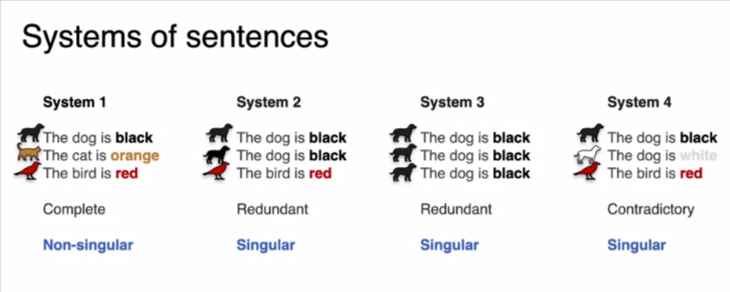 Systems of sentences
System 1
The dog is black
The cat is orange
The bird is red
Complete
Non-singular
System 2
The dog is black
The dog is black
The bird is red
Redundant
Singular
System 3
The dog is black
The dog is black
The dog is black
Redundant
Singular
System 4
The dog is black
The dog is white
The bird is red
Contradictory
Singular